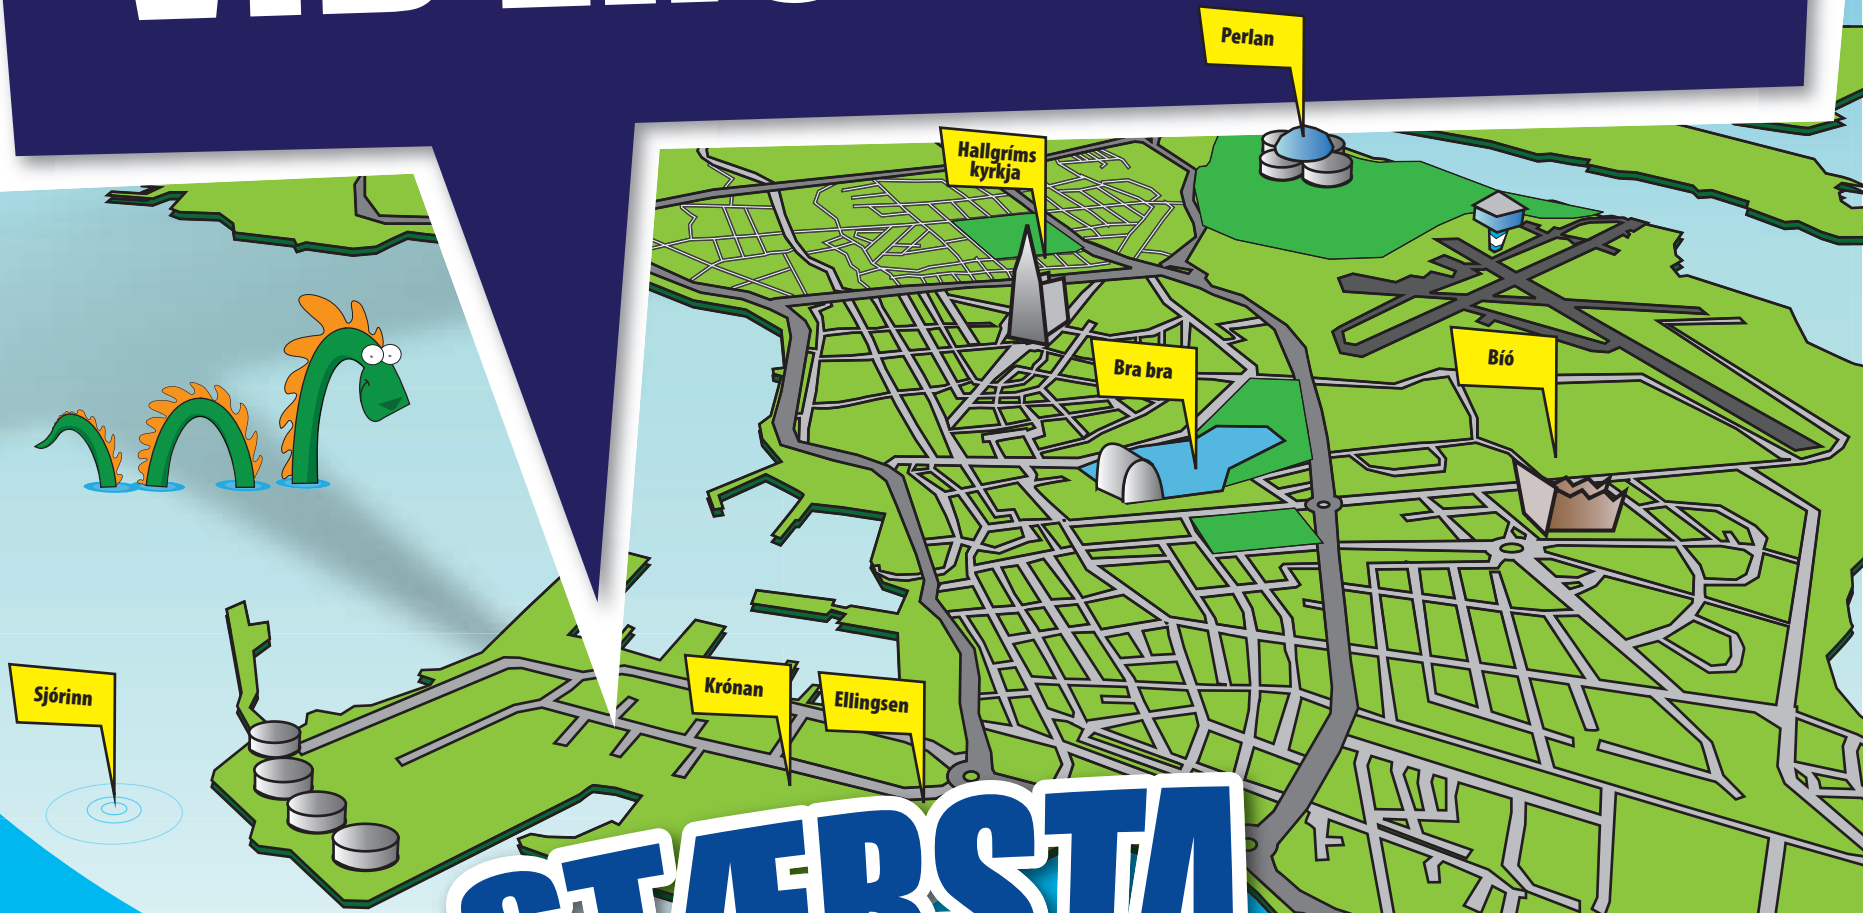 Perlan
Hallgríms
kyrkja
Bra bra
Bíó
Sjórinn
Krónan
Ellingsen
STÆRSTA